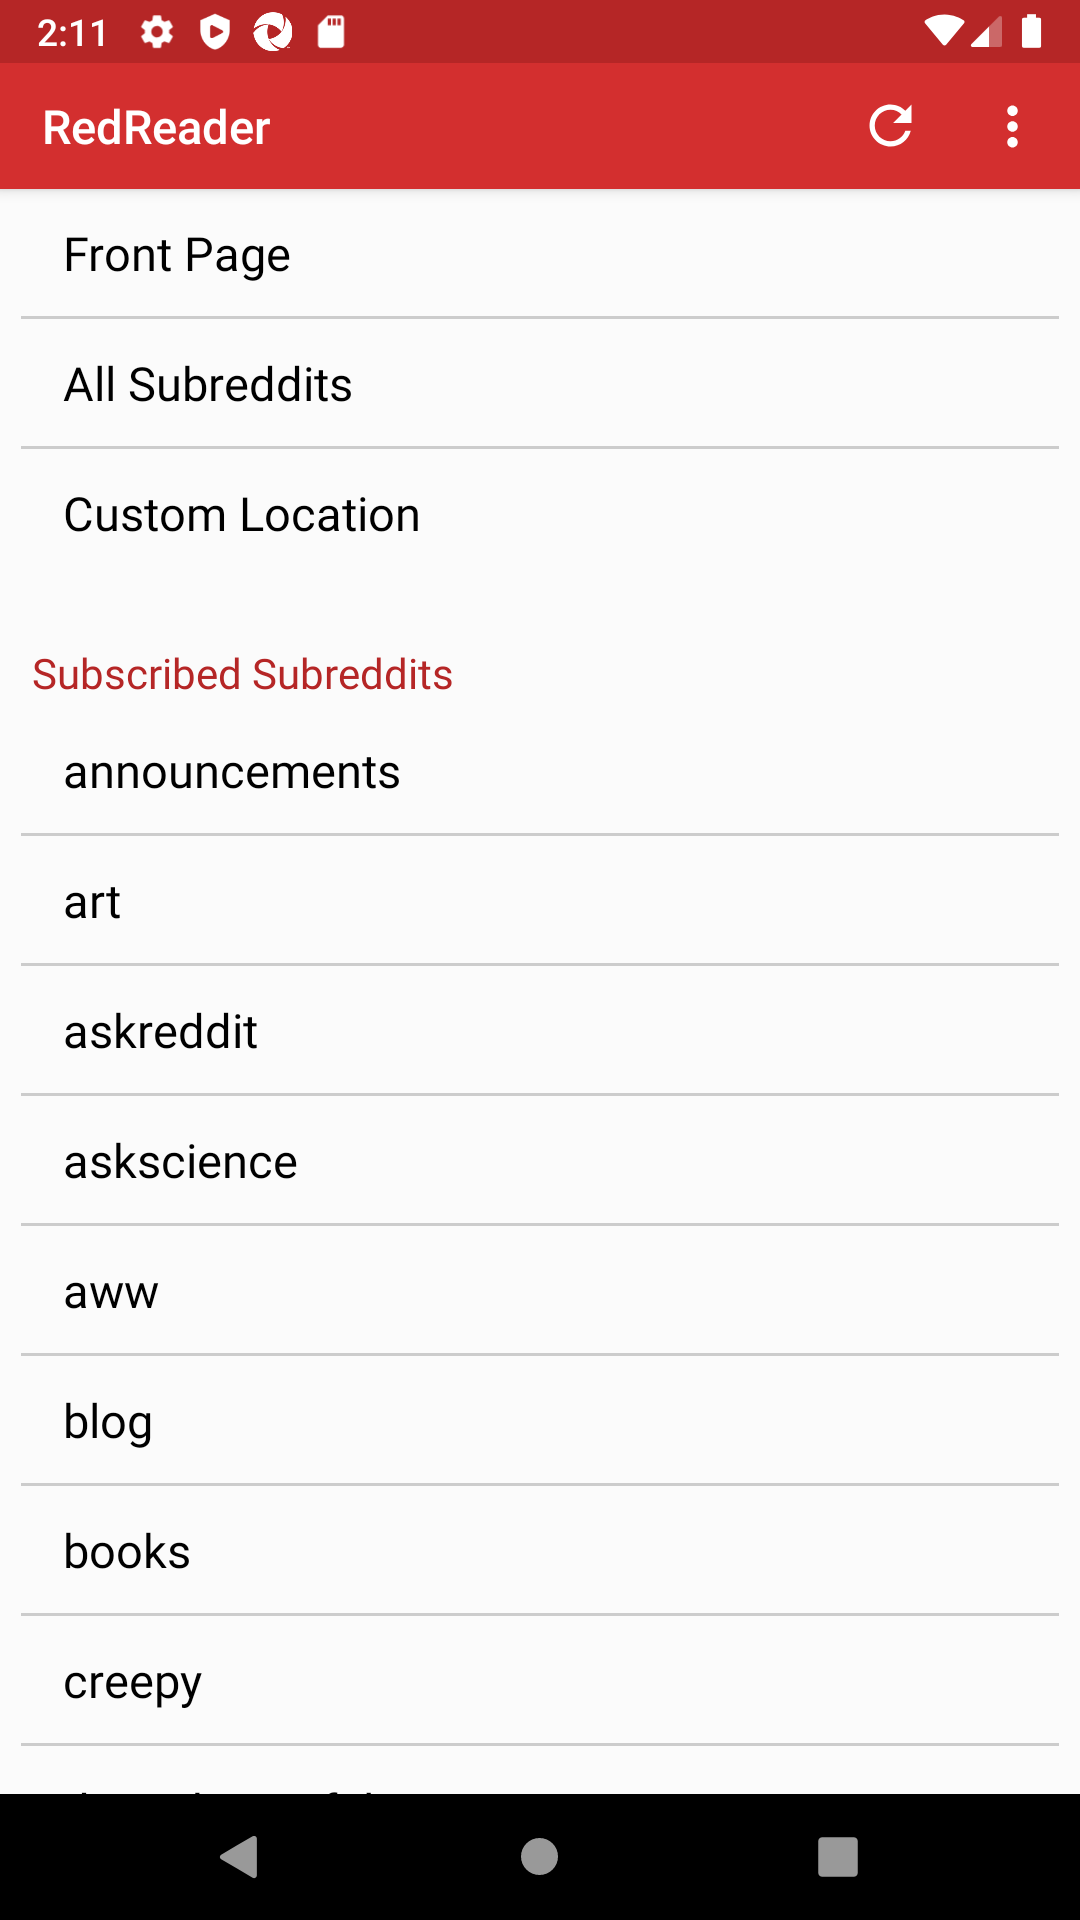 2:11
RedReader
Front Page
All Subreddits
Custom Location
Subscribed Subreddits
announcements
art
askreddit
askscience
aww
blog
books
creepy